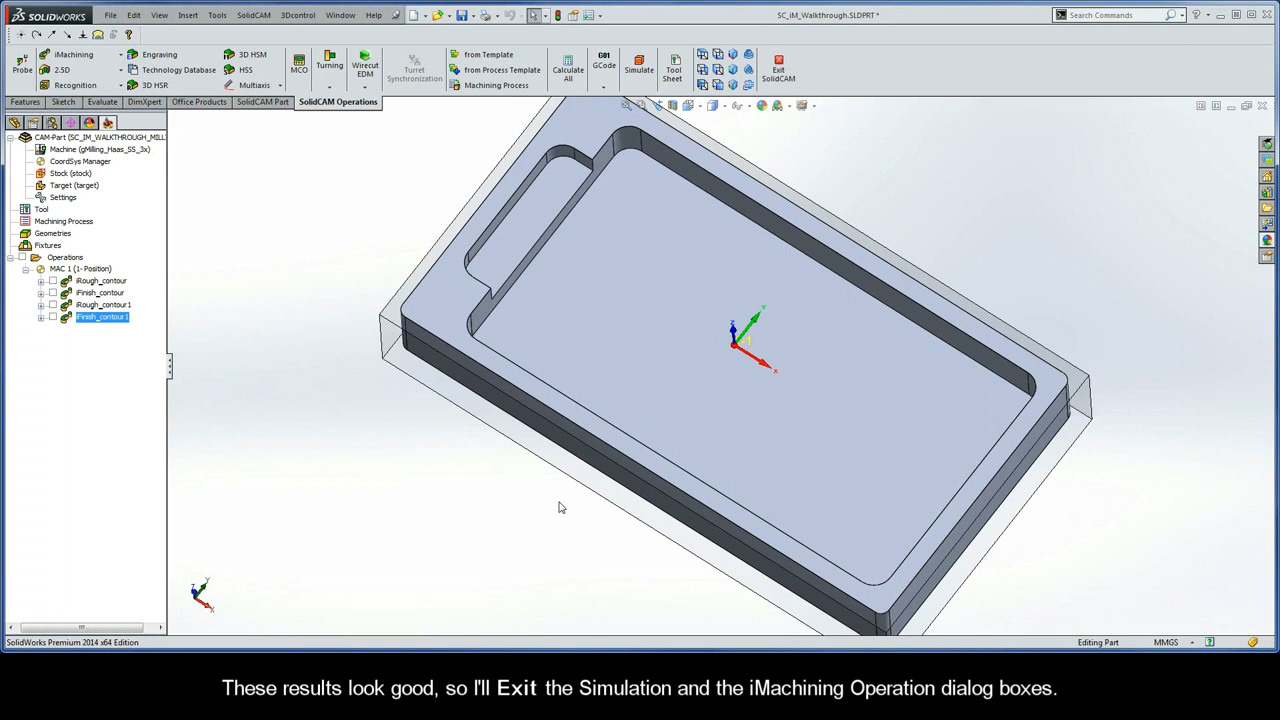 SOLIDWORKS
File Edit View Insert Tools SolidCAM 3Dcontrol Window Help
SC_iM_Walkthrough.SLDPRT *
Search Commands
Probe
iMachining
2.5D
Recognition
Engraving
Technology Database
3D HSR
3D HSM
HSS
Multiaxis
MCO
Turning
Wirecut
EDM
Turret
Synchronization
from Template
from Process Template
Machining Process
Calculate
All
G01
GCode
Simulate
Tool
Sheet
Exit
SolidCAM
Features Sketch Evaluate DimXpert Office Products SolidCAM Part SolidCAM Operations
CAM-Part (SC_IM_WALKTHROUGH_MILL
Machine (gMilling_Haas_SS_3x)
CoordSys Manager
Stock (stock)
Target (target)
Settings
Tool
Machining Process
Geometries
Fixtures
Operations
MAC 1 (1- Position)
iRough_contour
iFinish_contour
iRough_contour1
iFinish_contour1
Z
Y
X
1
Z
Y
X
SolidWorks Premium 2014 x64 Edition
Editing Part
MMGS
These results look good, so I'll Exit the Simulation and the iMachining Operation dialog boxes.